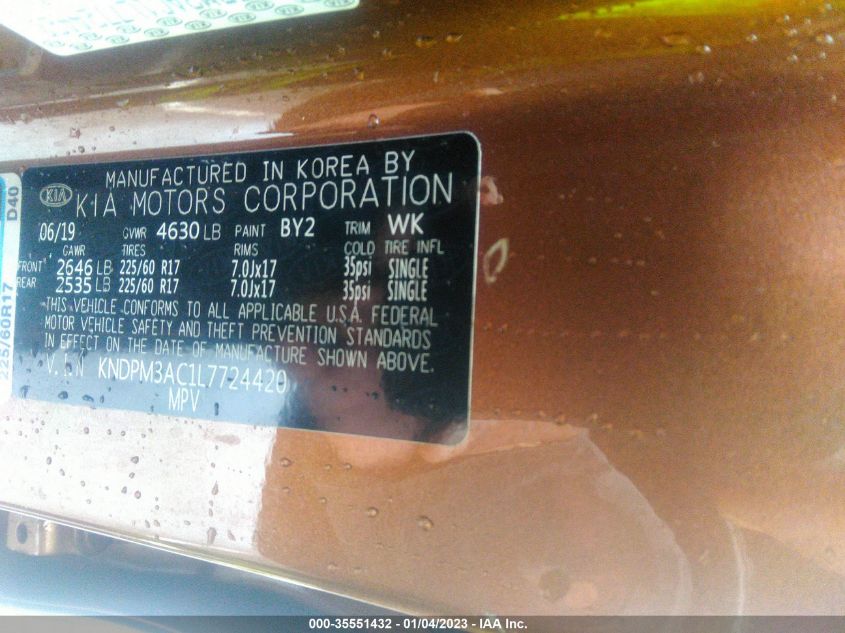 MANUFACTURED IN KOREA BY
KIA KIA MOTORS CORPORATION
06/19 GVWR 4630 LB PAINT BY2 TRIM WK
GAWR TIRES RIMS COLD TIRE INFL
FRONT 2646 LB 225/60 R17 7.0Jx17 35psi SINGLE
REAR 2535 LB 225/60 R17 7.0Jx17 35psi SINGLE
THIS VEHICLE CONFORMS TO ALL APPLICABLE U.S.A. FEDERAL
MOTOR VEHICLE SAFETY AND THEFT PREVENTION STANDARDS
IN EFFECT ON THE DATE OF MANUFACTURE SHOWN ABOVE.
V.I.N KNDPM3AC1L7724420
MPV
D40
225/60R17
000-35551432 - 01/04/2023 - IAA Inc.